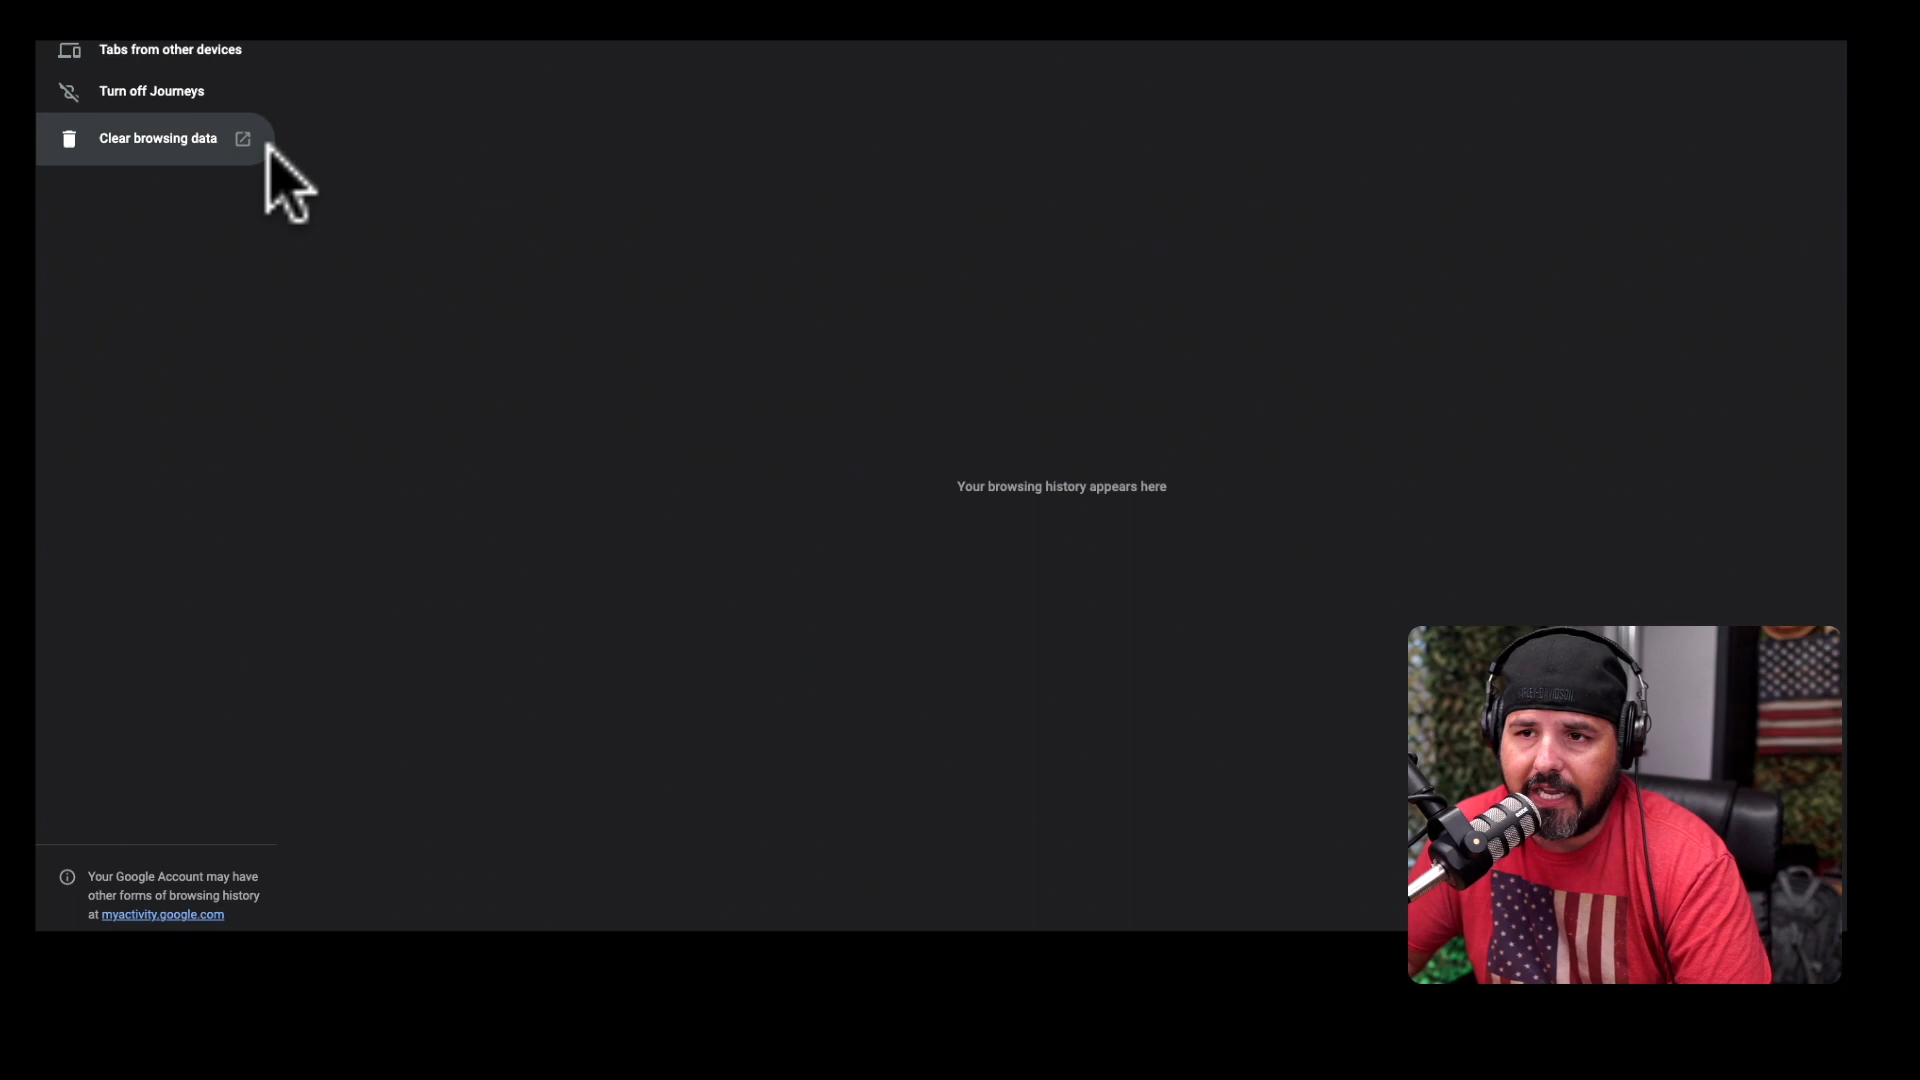 Tabs from other devices
Turn off Journeys
Clear browsing data
Your browsing history appears here
Your Google Account may have
other forms of browsing history
at myactivity.google.com